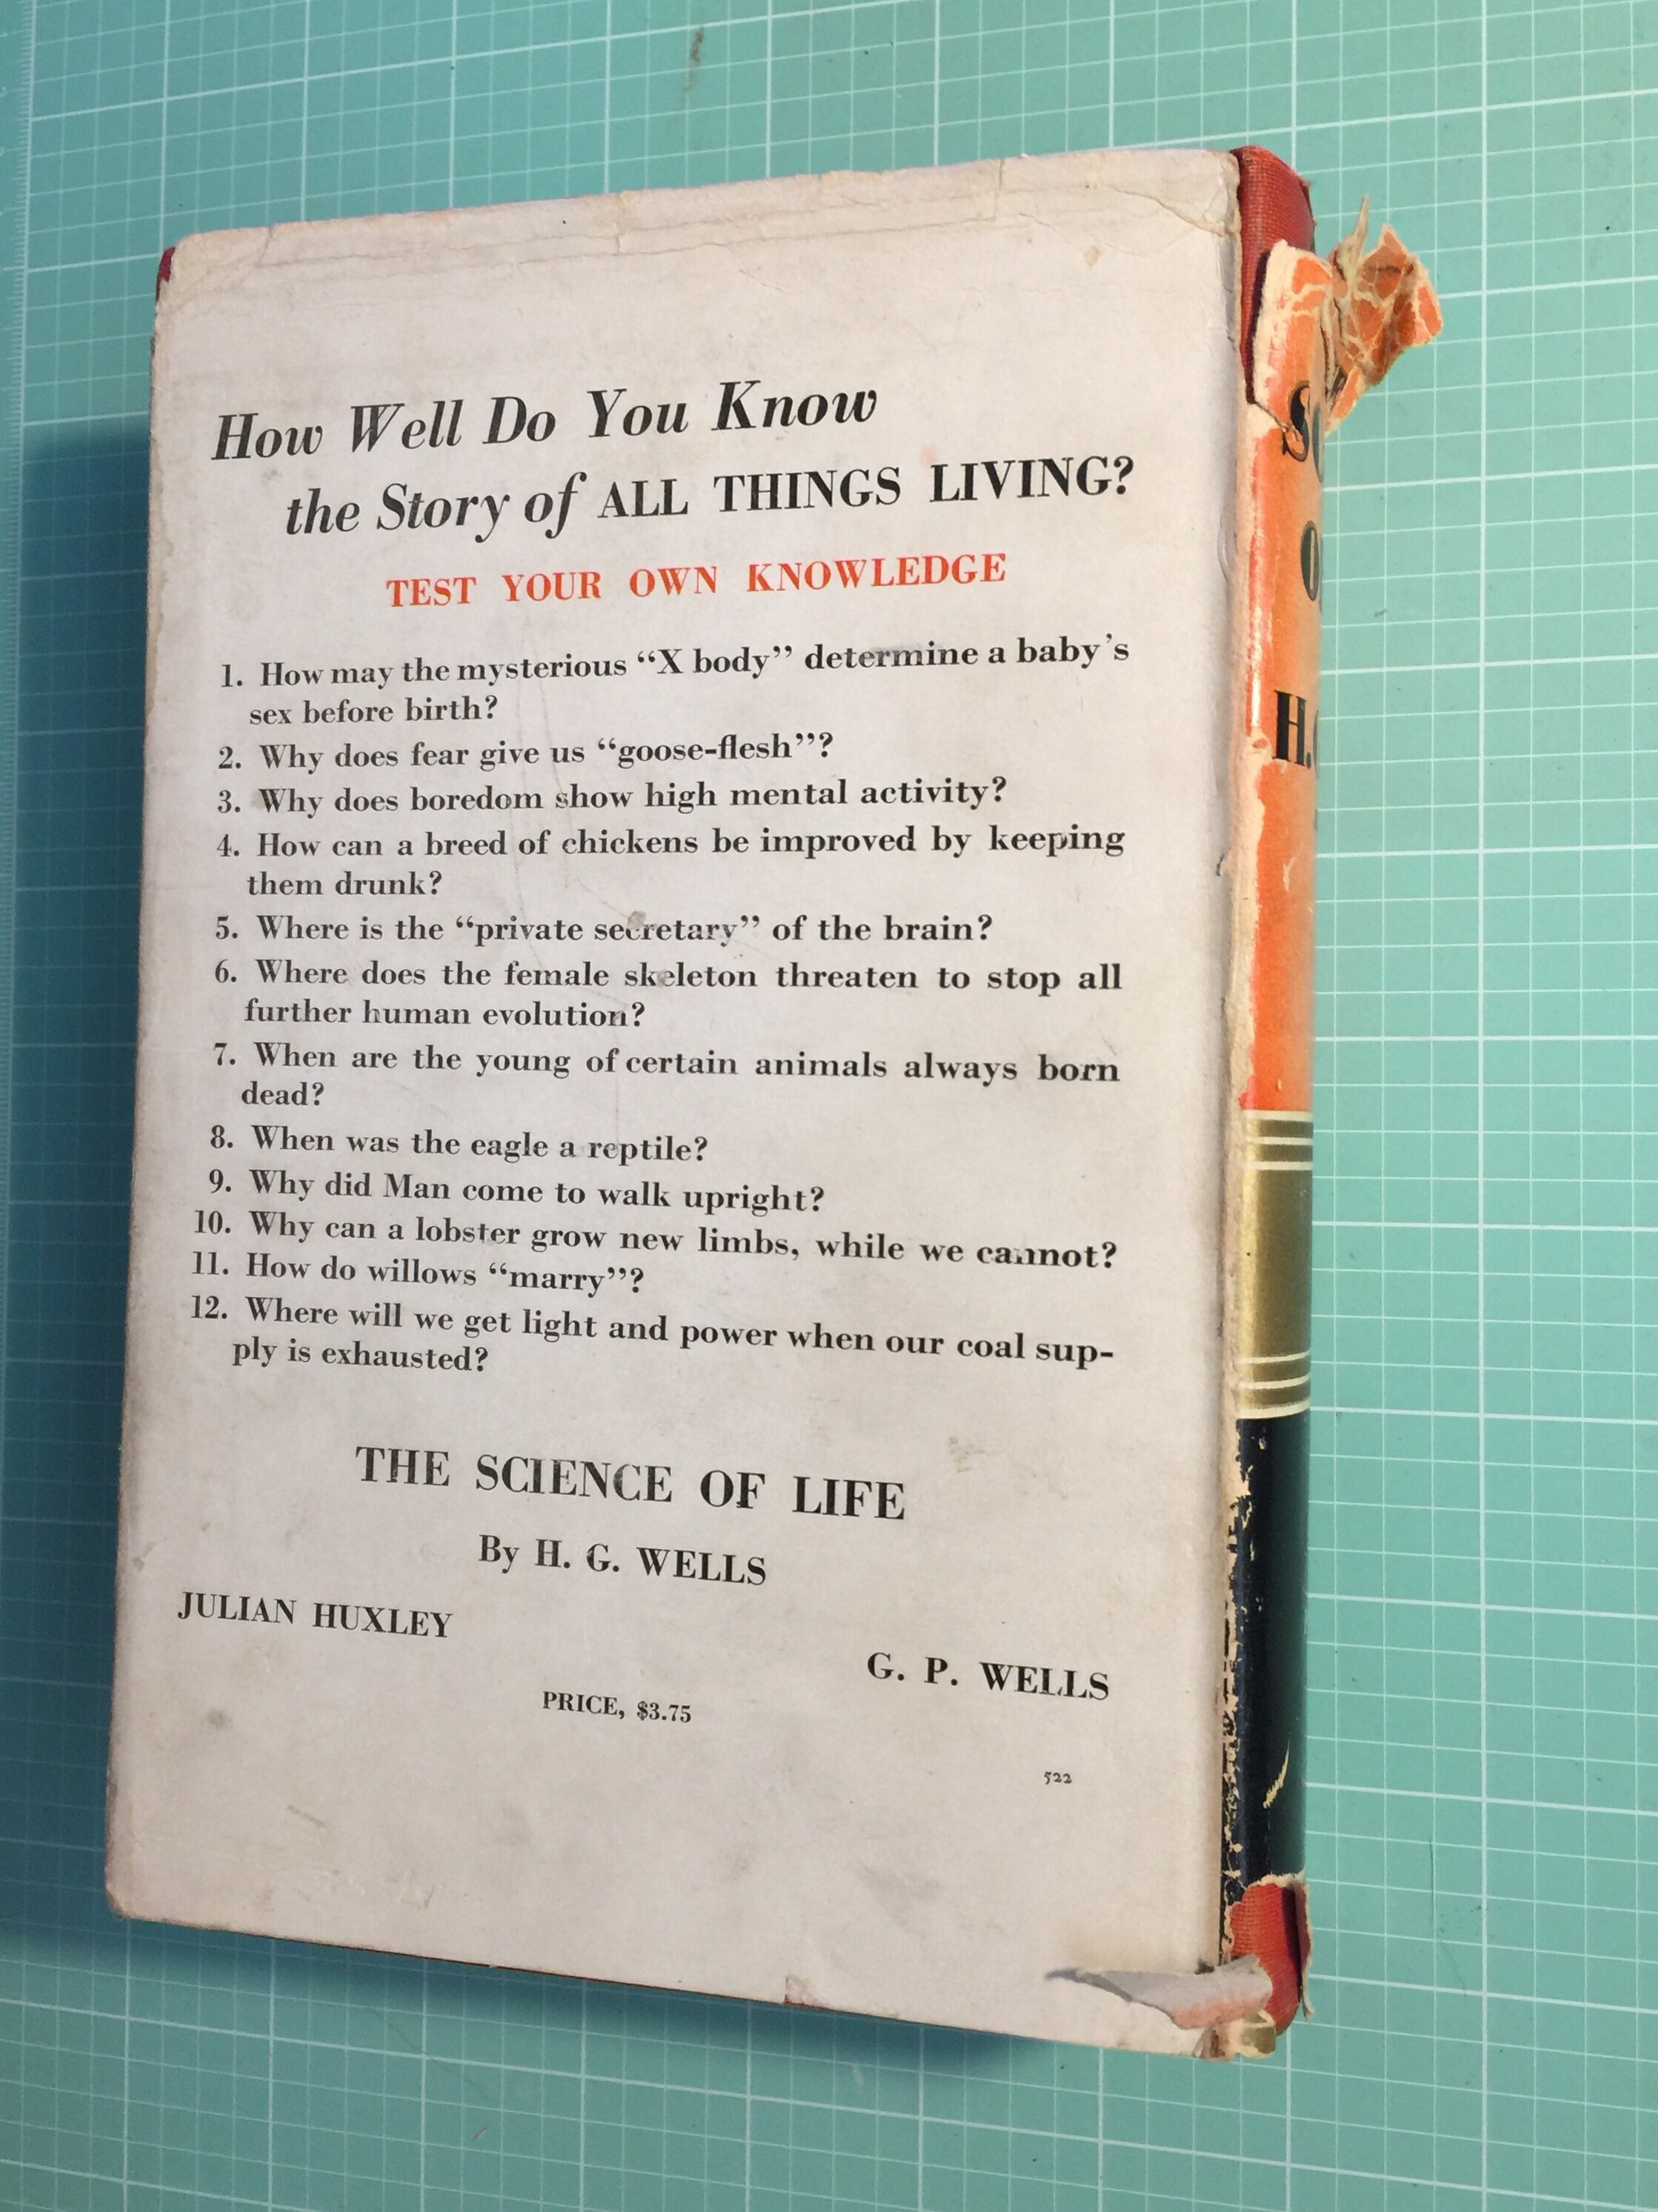 How Well Do You Know
the Story of ALL THINGS LIVING?
TEST YOUR OWN KNOWLEDGE
1. How may the mysterious “X body” determine a baby’s
sex before birth?
2. Why does fear give us “goose-flesh”?
3. Why does boredom show high mental activity?
4. How can a breed of chickens be improved by keeping
them drunk?
5. Where is the “private secretary” of the brain?
6. Where does the female skeleton threaten to stop all
further human evolution?
7. When are the young of certain animals always born
dead?
8. When was the eagle a reptile?
9. Why did Man come to walk upright?
10. Why can a lobster grow new limbs, while we cannot?
11. How do willows “marry”?
12. Where will we get light and power when our coal sup-
ply is exhausted?
THE SCIENCE OF LIFE
By H. G. WELLS
JULIAN HUXLEY
G. P. WELLS
PRICE, $3.75
522
H.